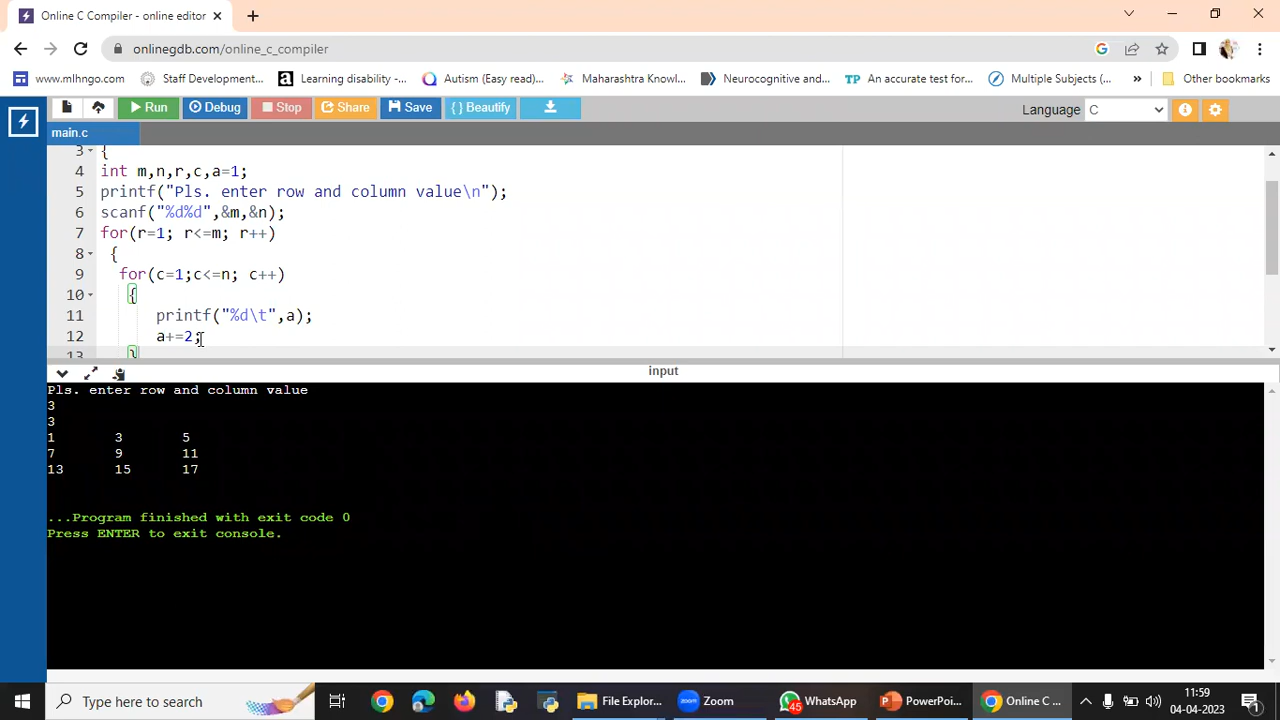 Online C Compiler - online editor
onlinegdb.com/online_c_compiler
www.mlhngo.com Staff Development... Learning disability -... Autism (Easy read)... Maharashtra Knowl... Neurocognitive and... TP An accurate test for... Multiple Subjects (... » Other bookmarks
Run Debug Stop Share Save { } Beautify Language C
main.c
3 {
4 int m,n,r,c,a=1;
5 printf("Pls. enter row and column value\n");
6 scanf("%d%d",&m,&n);
7 for(r=1; r<=m; r++)
8 {
9 for(c=1;c<=n; c++)
10 {
11 printf("%d\t",a);
12 a+=2;
13 }
input
Pls. enter row and column value
3
3
1 3 5
7 9 11
13 15 17
...Program finished with exit code 0
Press ENTER to exit console.
Type here to search File Explor... Zoom 45 WhatsApp PowerPoi... Online C ... 11:59
04-04-2023 1